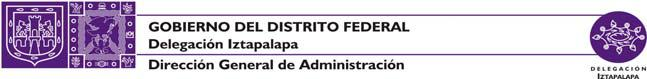 GOBIERNO DEL DISTRITO FEDERAL
Delegación Iztapalapa
Dirección General de Administración
DELEGACIÓN
IZTAPALAPA